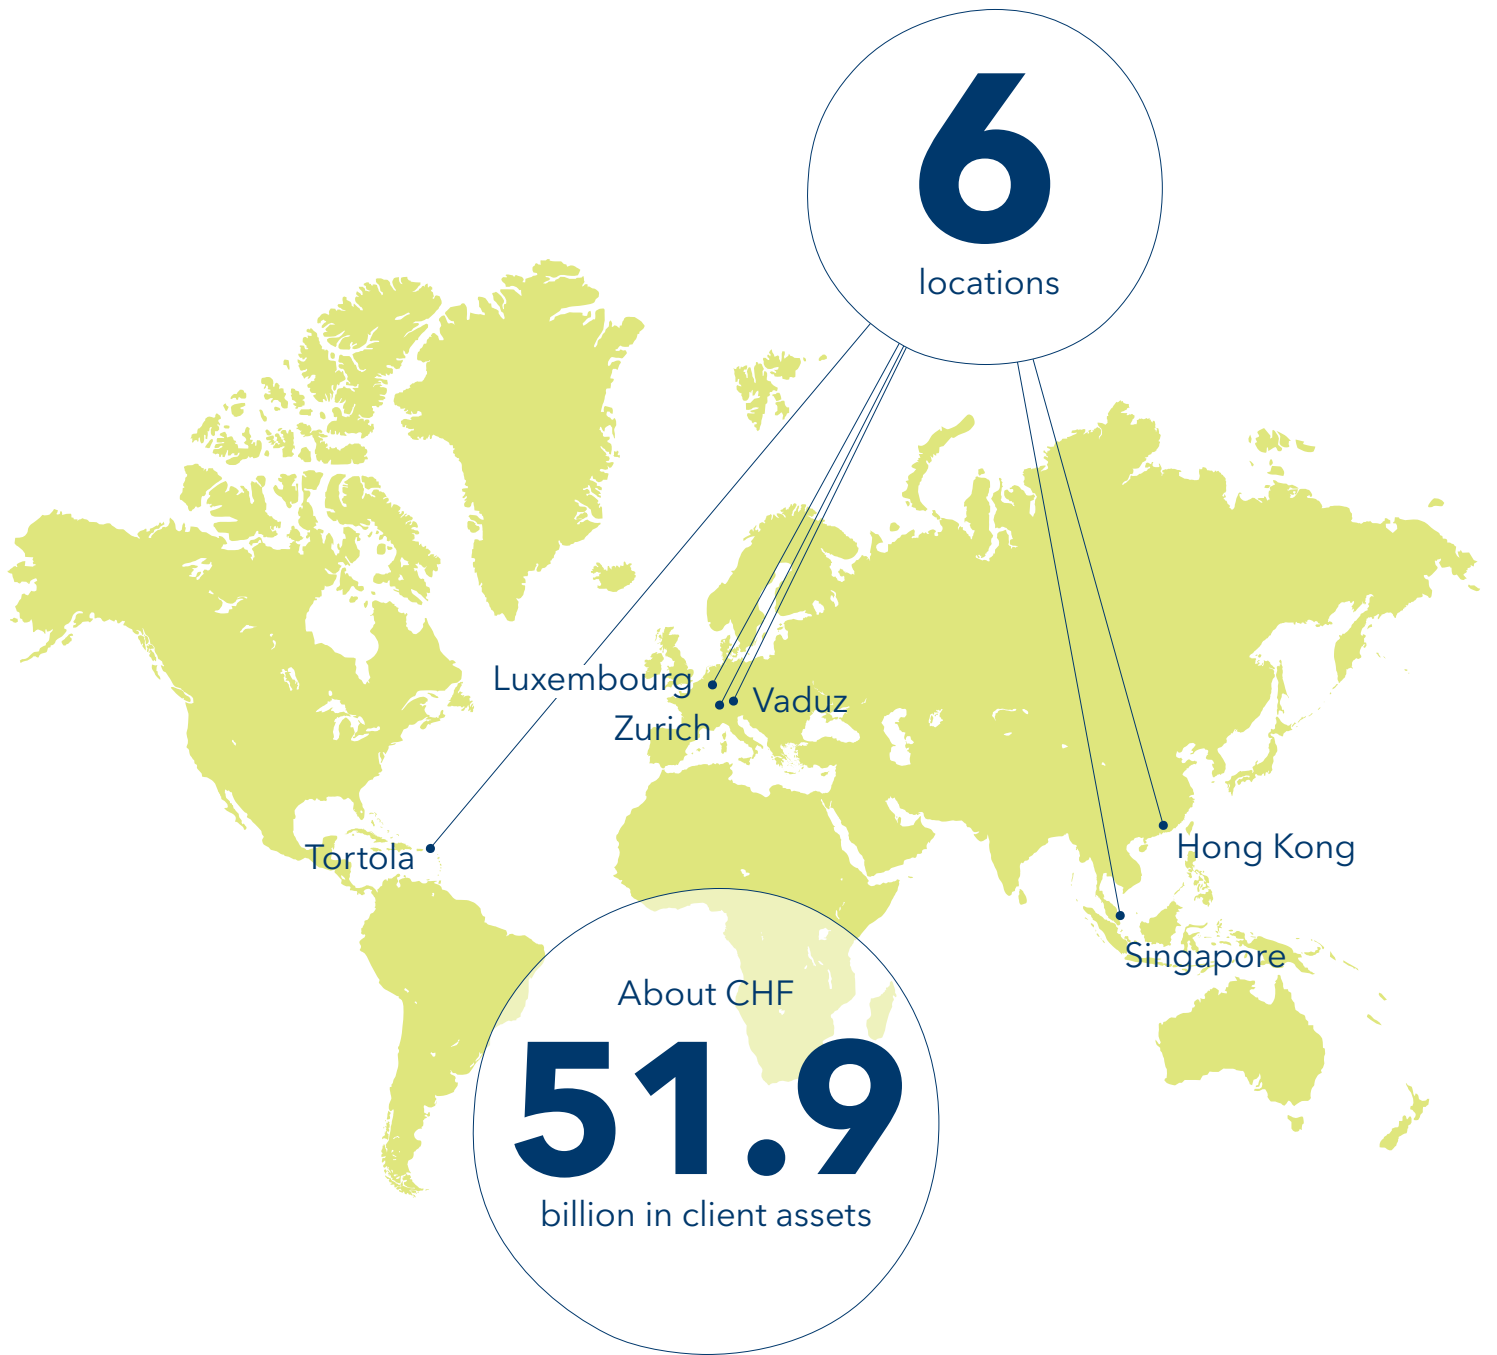 6
locations
Luxembourg
Vaduz
Zurich
Tortola
Hong Kong
Singapore
About CHF
51.9
billion in client assets